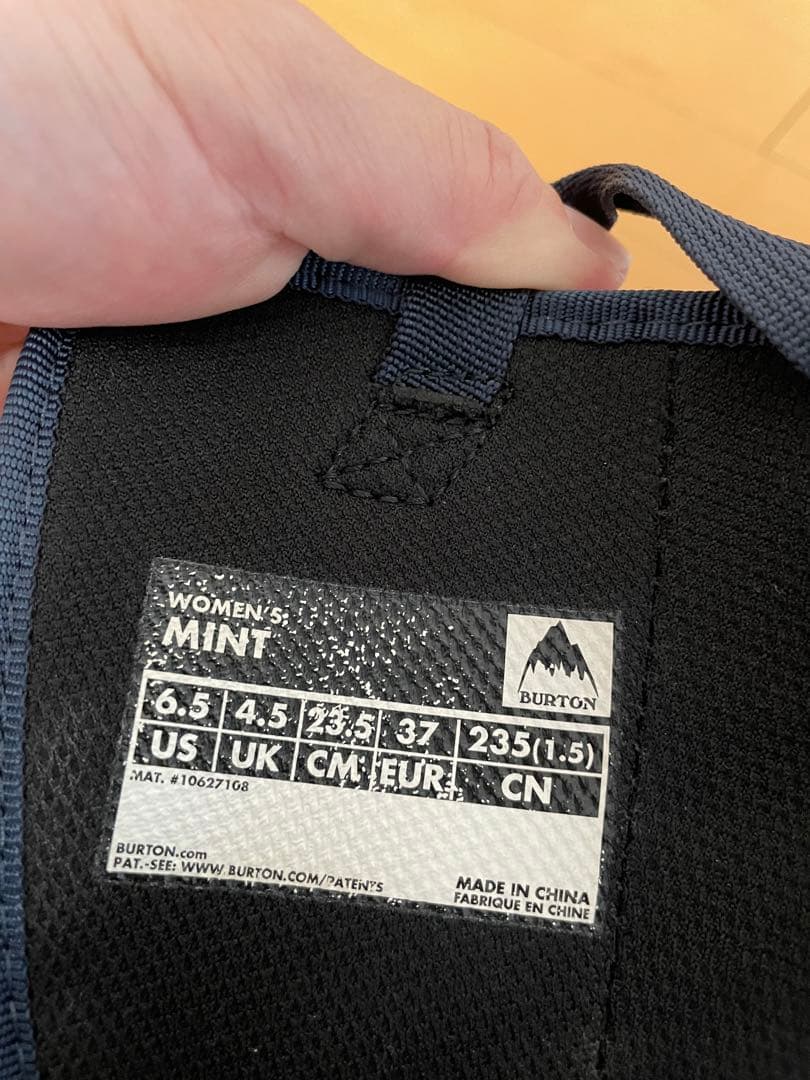 WOMEN'S
MINT
BURTON
6.5 4.5 23.5 37 235(1.5)
US UK CM EUR CN
MAT. #10627108
BURTON.com
PAT.-SEE: WWW.BURTON.COM/PATENTS
MADE IN CHINA
FABRIQUE EN CHINE